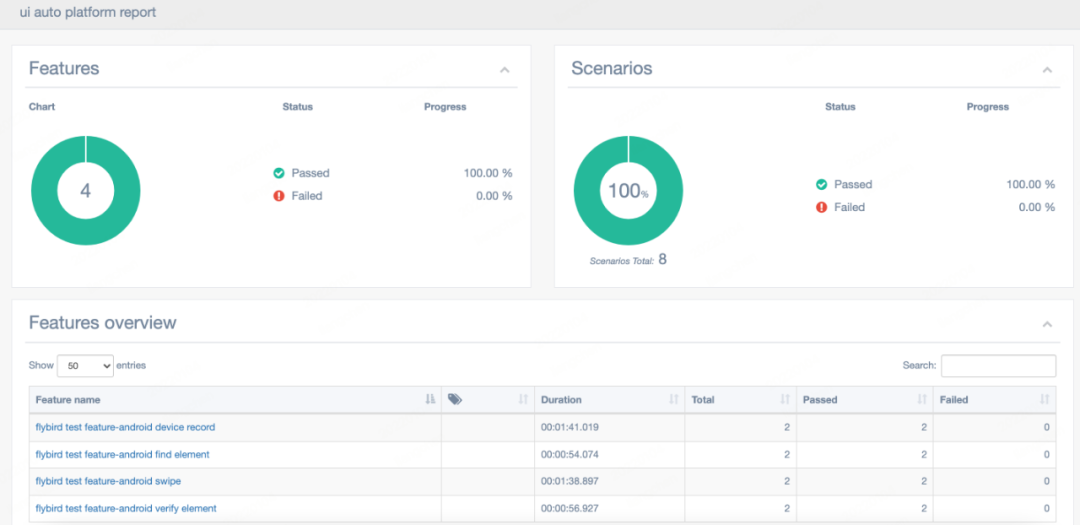 ui auto platform report
Features
Chart Status Progress
4
Passed 100.00 %
Failed 0.00 %
Scenarios
Status Progress
100%
Passed 100.00 %
Failed 0.00 %
Scenarios Total: 8
Features overview
Show 50 entries Search:
Feature name Duration Total Passed Failed
flybird test feature-android device record 00:01:41.019 2 2 0
flybird test feature-android find element 00:00:54.074 2 2 0
flybird test feature-android swipe 00:01:38.897 2 2 0
flybird test feature-android verify element 00:00:56.927 2 2 0